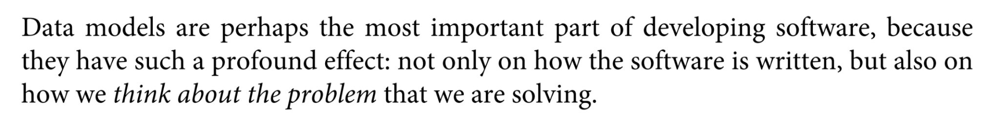 Data models are perhaps the most important part of developing software, because
they have such a profound effect: not only on how the software is written, but also on
how we think about the problem that we are solving.